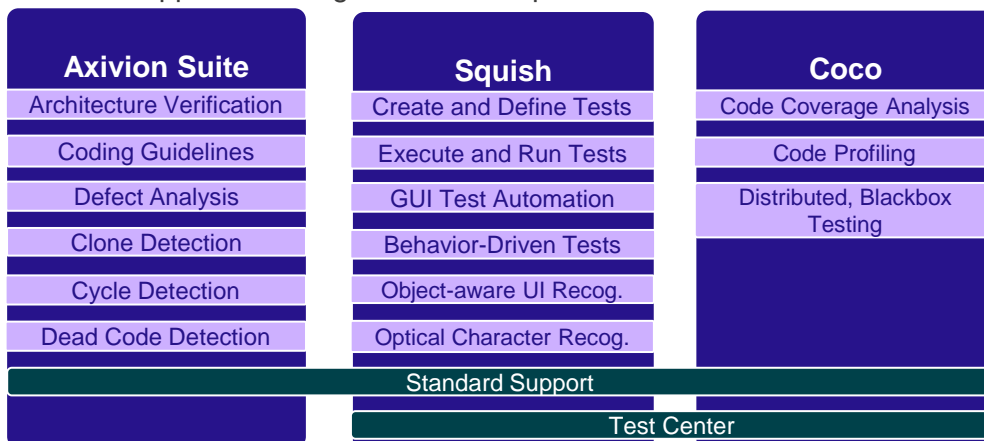 Axivion Suite
Architecture Verification
Coding Guidelines
Defect Analysis
Clone Detection
Cycle Detection
Dead Code Detection
Squish
Create and Define Tests
Execute and Run Tests
GUI Test Automation
Behavior-Driven Tests
Object-aware UI Recog.
Optical Character Recog.
Coco
Code Coverage Analysis
Code Profiling
Distributed, Blackbox
Testing
Standard Support
Test Center